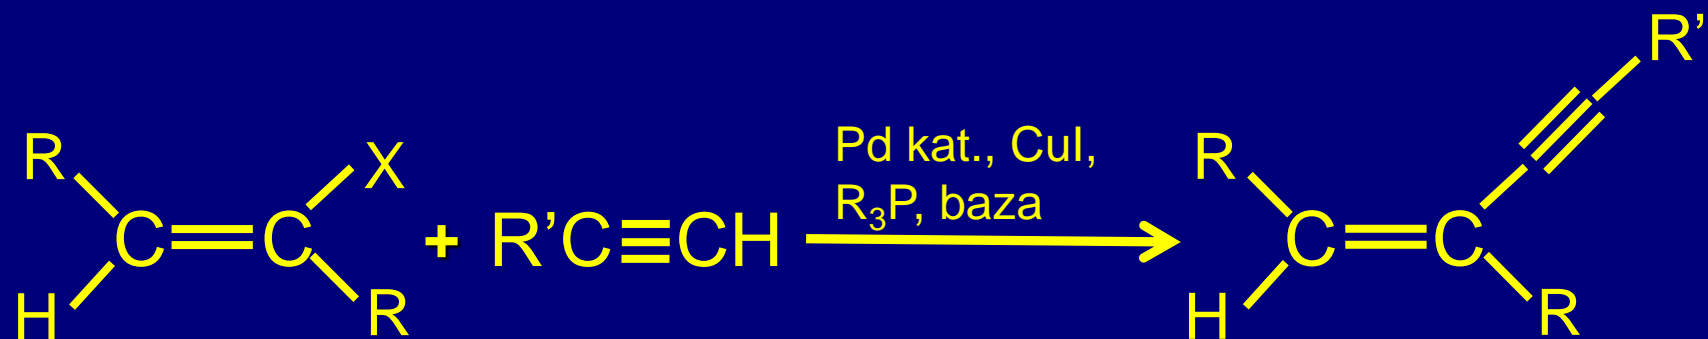 R'
R X R
Pd kat., CuI,
R₃P, baza
C=C + R'C≡CH → C=C
H R H R